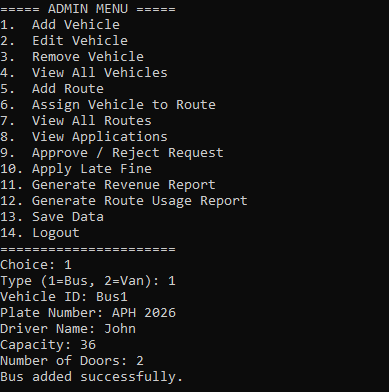 ===== ADMIN MENU =====
1.  Add Vehicle
2.  Edit Vehicle
3.  Remove Vehicle
4.  View All Vehicles
5.  Add Route
6.  Assign Vehicle to Route
7.  View All Routes
8.  View Applications
9.  Approve / Reject Request
10. Apply Late Fine
11. Generate Revenue Report
12. Generate Route Usage Report
13. Save Data
14. Logout
======================
Choice: 1
Type (1=Bus, 2=Van): 1
Vehicle ID: Bus1
Plate Number: APH 2026
Driver Name: John
Capacity: 36
Number of Doors: 2
Bus added successfully.